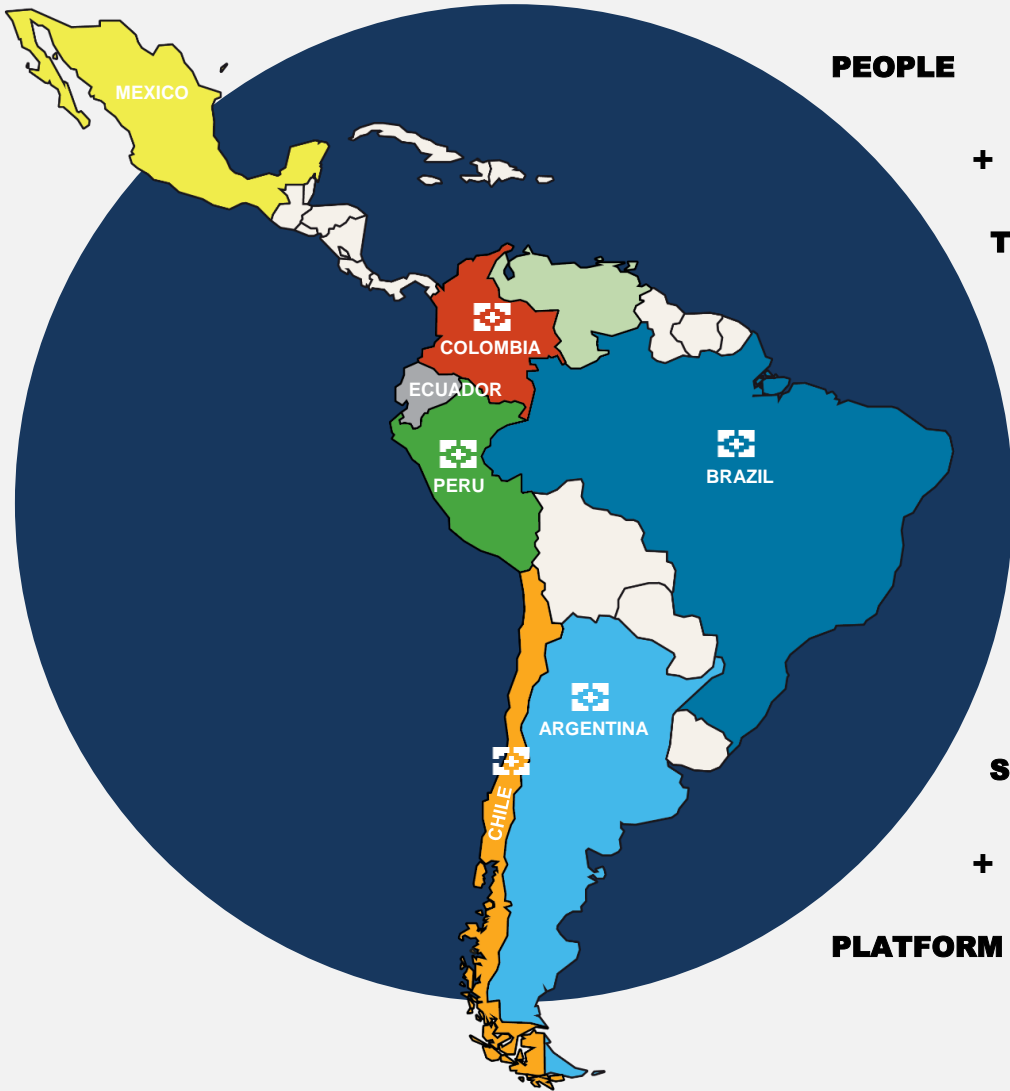 PEOPLE
MEXICO
+
T
COLOMBIA
ECUADOR
BRAZIL
PERU
ARGENTINA
S
CHILE
+
PLATFORM